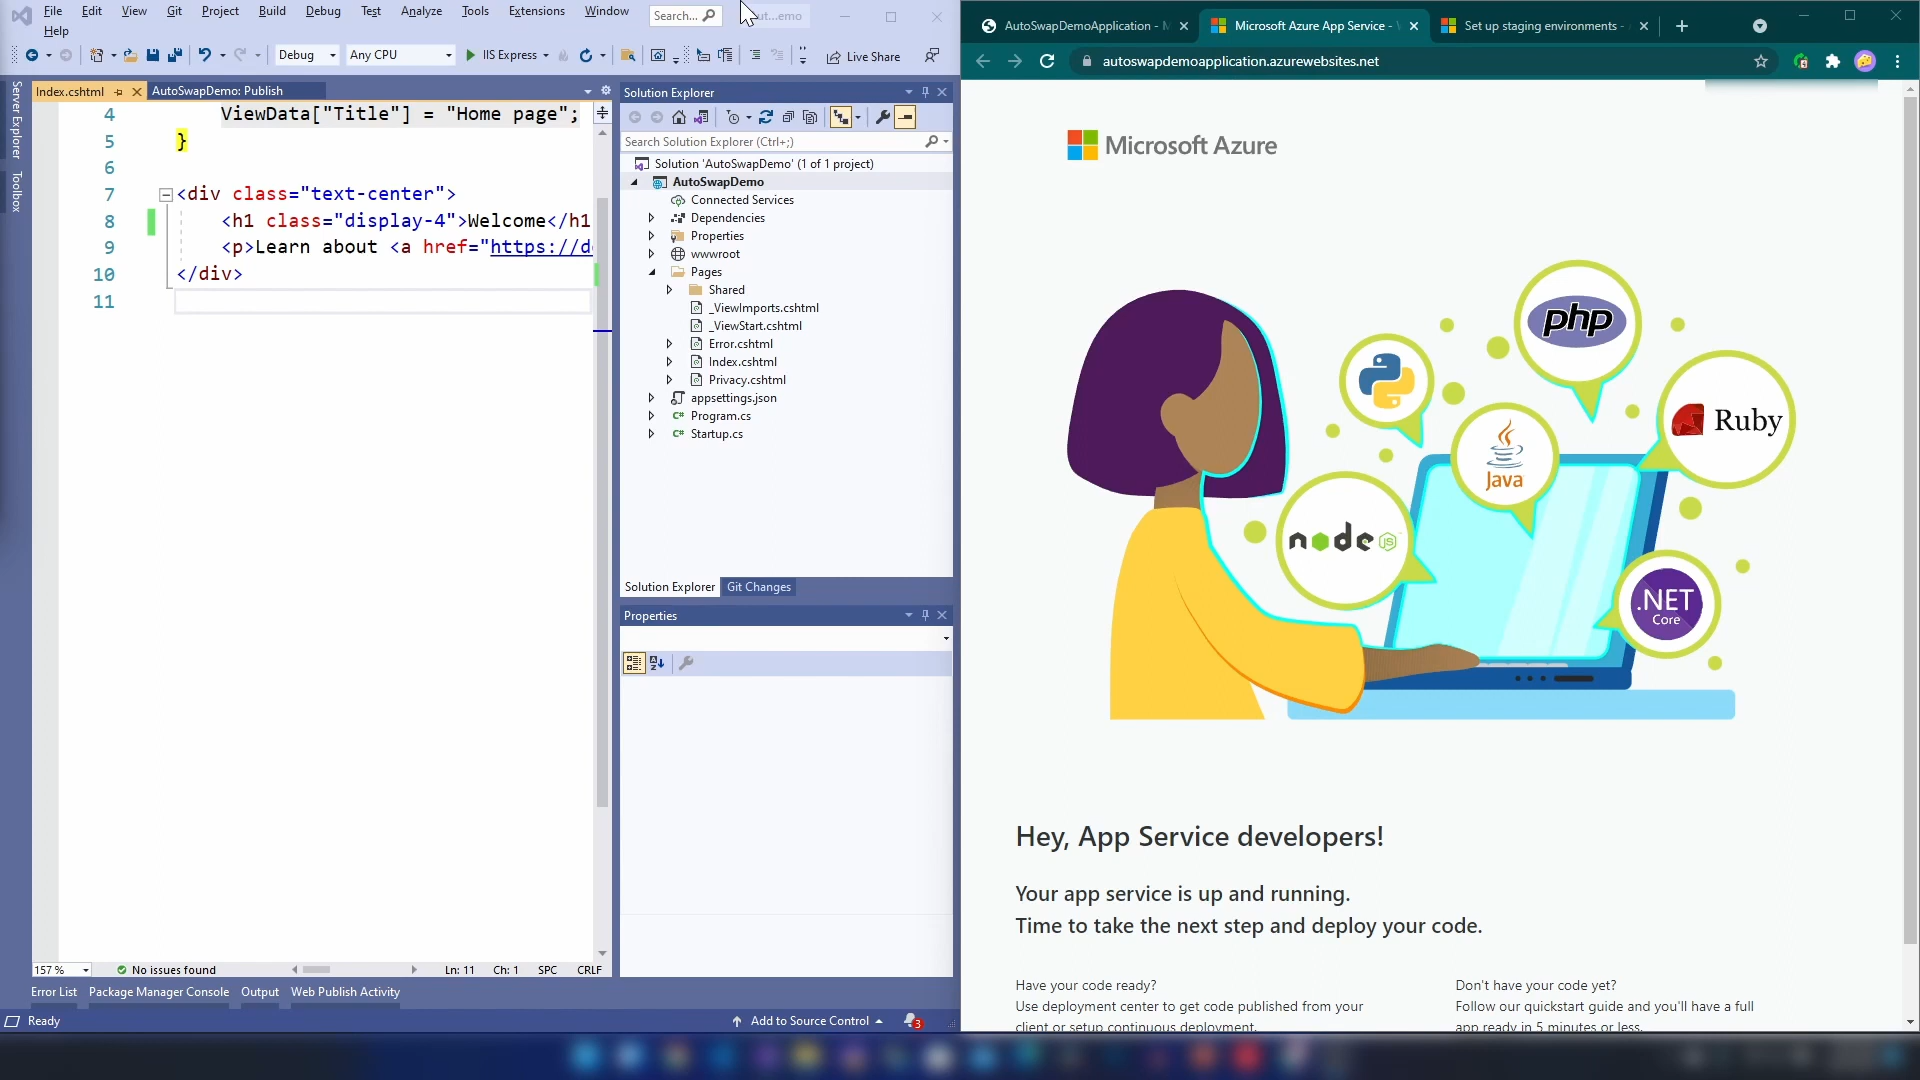 File Edit View Git Project Build Debug Test Analyze Tools Extensions Window
Help
Search...
ut...emo
Debug
Any CPU
IIS Express
Live Share
Server Explorer
Toolbox
Index.cshtml
AutoSwapDemo: Publish
4 ViewData["Title"] = "Home page";
5 }
6
7 <div class="text-center">
8 <h1 class="display-4">Welcome</h1
9 <p>Learn about <a href="https://d
10 </div>
11
157 %
No issues found
Ln: 11 Ch: 1 SPC CRLF
Error List Package Manager Console Output Web Publish Activity
Ready
Add to Source Control
3
Solution Explorer
Search Solution Explorer (Ctrl+;)
Solution 'AutoSwapDemo' (1 of 1 project)
AutoSwapDemo
Connected Services
Dependencies
Properties
wwwroot
Pages
Shared
_ViewImports.cshtml
_ViewStart.cshtml
Error.cshtml
Index.cshtml
Privacy.cshtml
appsettings.json
C# Program.cs
C# Startup.cs
Solution Explorer Git Changes
Properties
AutoSwapDemoApplication - M
Microsoft Azure App Service -
Set up staging environments -
autoswapdemoapplication.azurewebsites.net
Microsoft Azure
php
Ruby
Java
node
JS
.NET
Core
Hey, App Service developers!
Your app service is up and running.
Time to take the next step and deploy your code.
Have your code ready?
Use deployment center to get code published from your
client or setup continuous deployment.
Don't have your code yet?
Follow our quickstart guide and you'll have a full
app ready in 5 minutes or less.